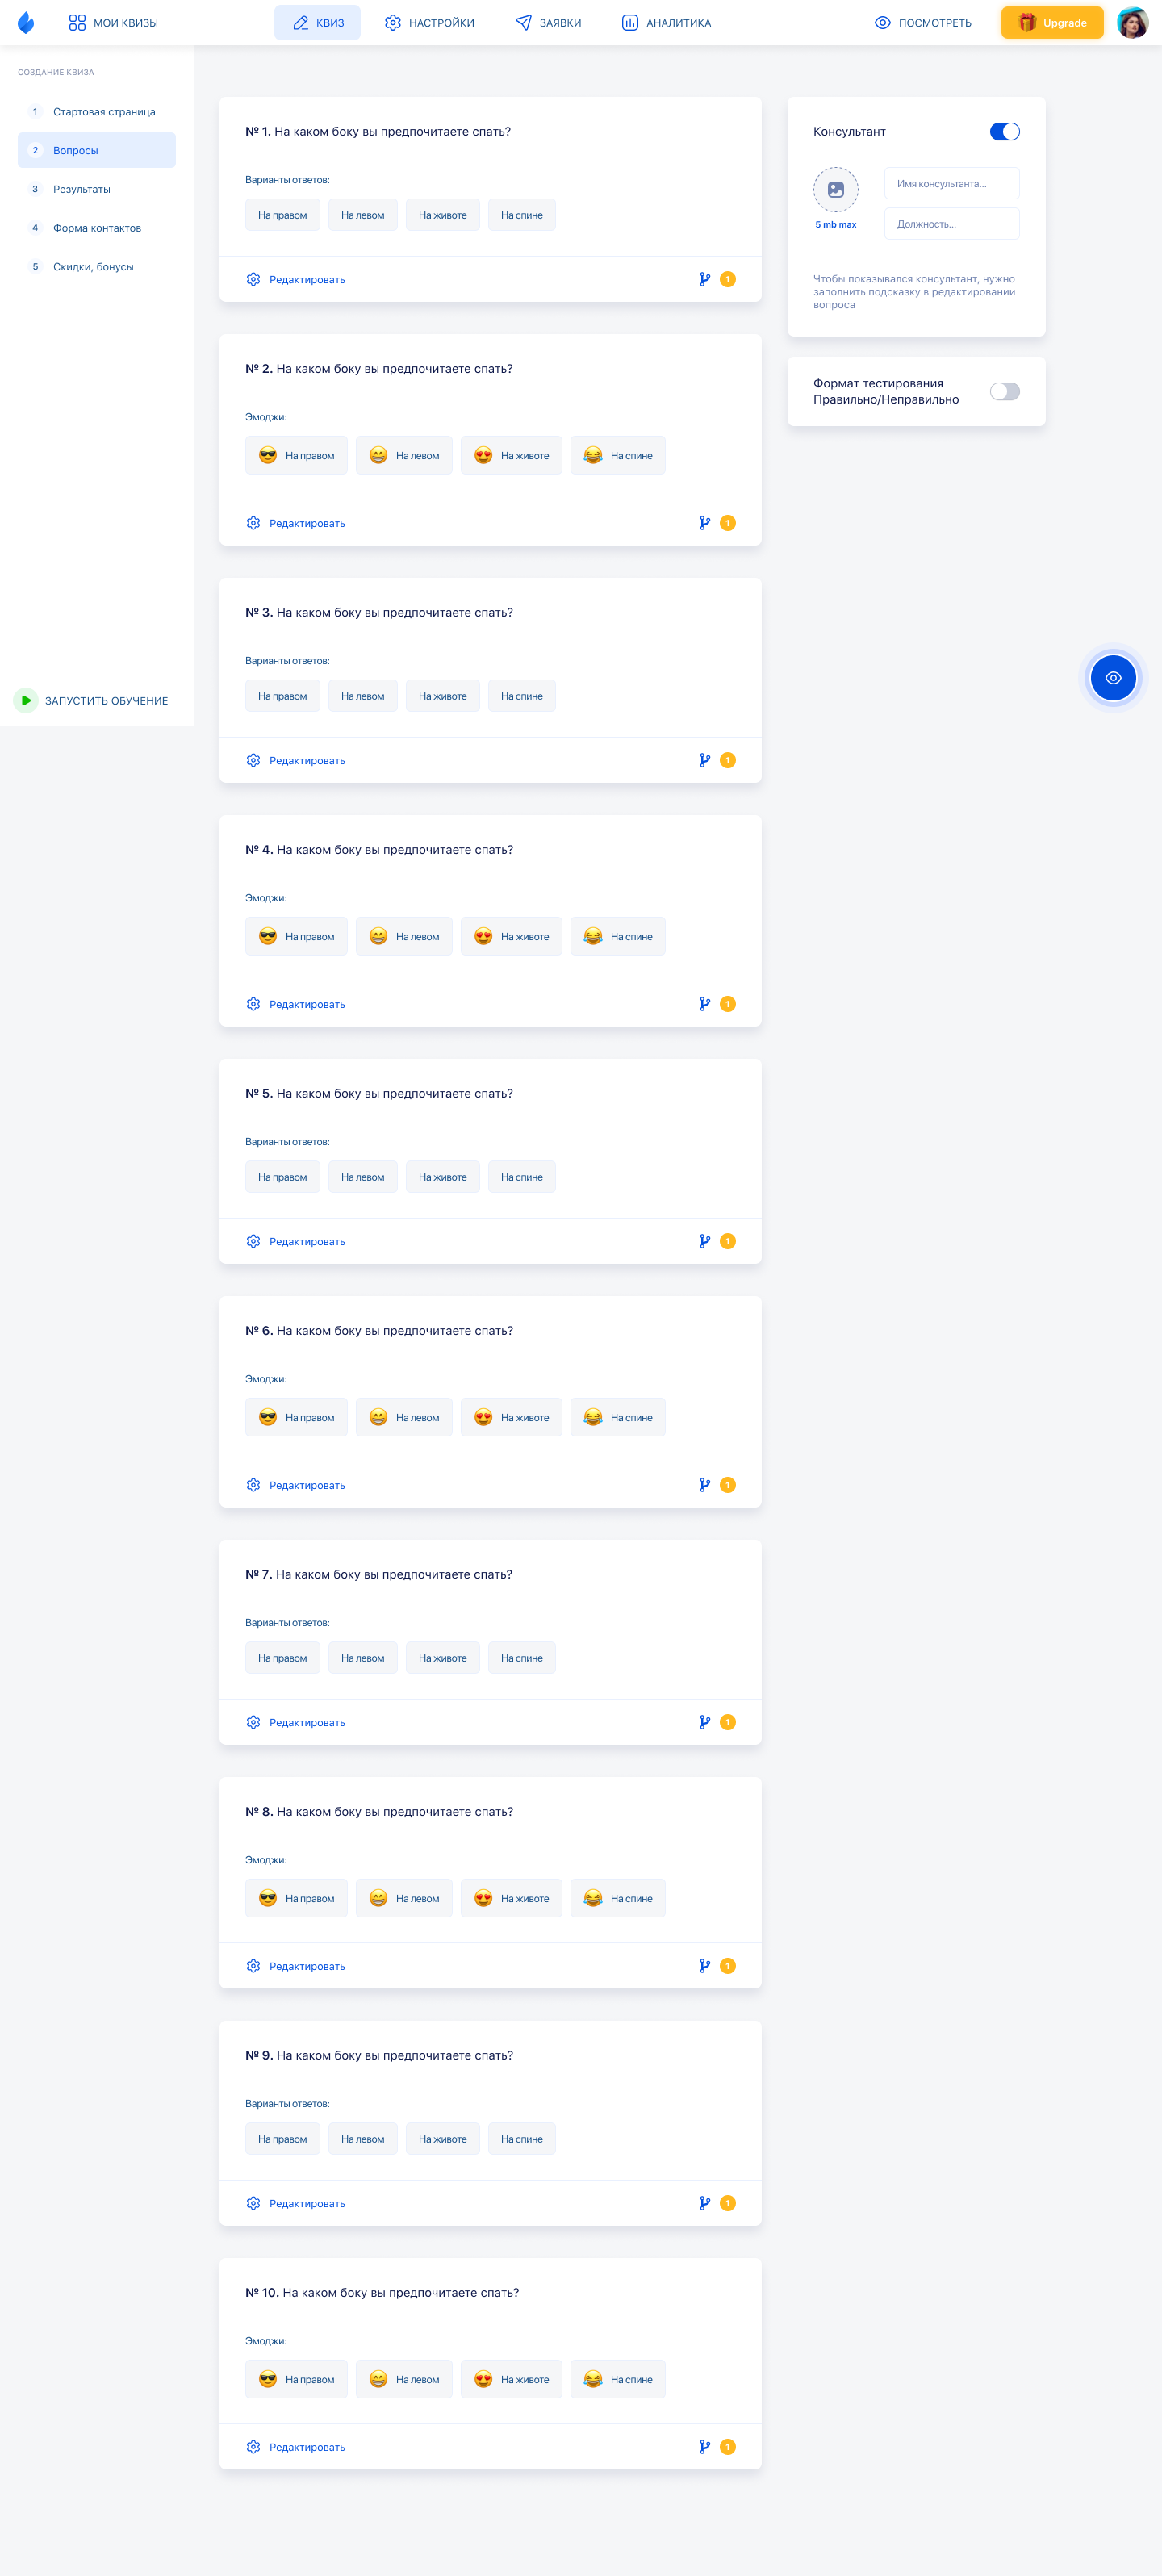 МОИ КВИЗЫ
КВИЗ
НАСТРОЙКИ
ЗАЯВКИ
АНАЛИТИКА
ПОСМОТРЕТЬ
Upgrade
СОЗДАНИЕ КВИЗА
1 Стартовая страница
2 Вопросы
3 Результаты
4 Форма контактов
5 Скидки, бонусы
ЗАПУСТИТЬ ОБУЧЕНИЕ
№ 1. На каком боку вы предпочитаете спать?
Варианты ответов:
На правом На левом На животе На спине
Редактировать 1
№ 2. На каком боку вы предпочитаете спать?
Эмоджи:
На правом На левом На животе На спине
Редактировать 1
№ 3. На каком боку вы предпочитаете спать?
Варианты ответов:
На правом На левом На животе На спине
Редактировать 1
№ 4. На каком боку вы предпочитаете спать?
Эмоджи:
На правом На левом На животе На спине
Редактировать 1
№ 5. На каком боку вы предпочитаете спать?
Варианты ответов:
На правом На левом На животе На спине
Редактировать 1
№ 6. На каком боку вы предпочитаете спать?
Эмоджи:
На правом На левом На животе На спине
Редактировать 1
№ 7. На каком боку вы предпочитаете спать?
Варианты ответов:
На правом На левом На животе На спине
Редактировать 1
№ 8. На каком боку вы предпочитаете спать?
Эмоджи:
На правом На левом На животе На спине
Редактировать 1
№ 9. На каком боку вы предпочитаете спать?
Варианты ответов:
На правом На левом На животе На спине
Редактировать 1
№ 10. На каком боку вы предпочитаете спать?
Эмоджи:
На правом На левом На животе На спине
Редактировать 1
Консультант
Имя консультанта...
Должность...
5 mb max
Чтобы показывался консультант, нужно
заполнить подсказку в редактировании
вопроса
Формат тестирования
Правильно/Неправильно